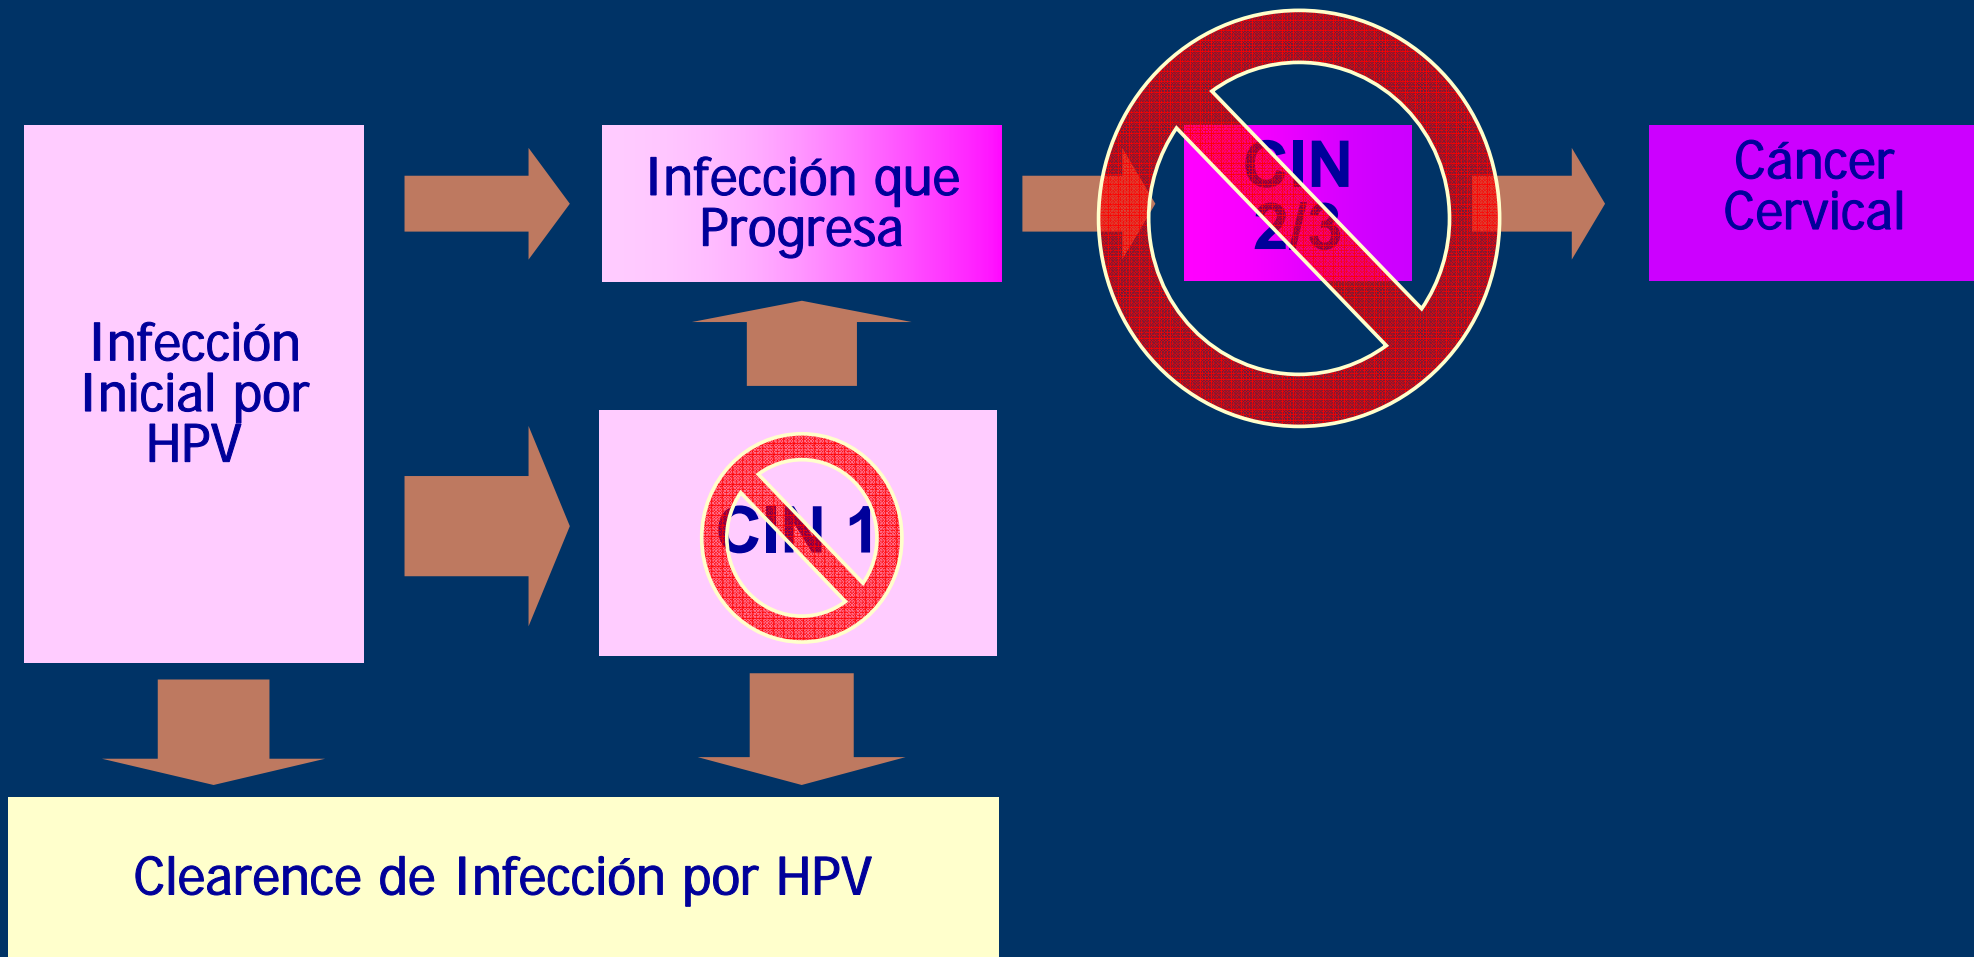 Infección
Inicial por
HPV
Infección que
Progresa
CIN
2/3
Cáncer
Cervical
CIN 1
Clearence de Infección por HPV